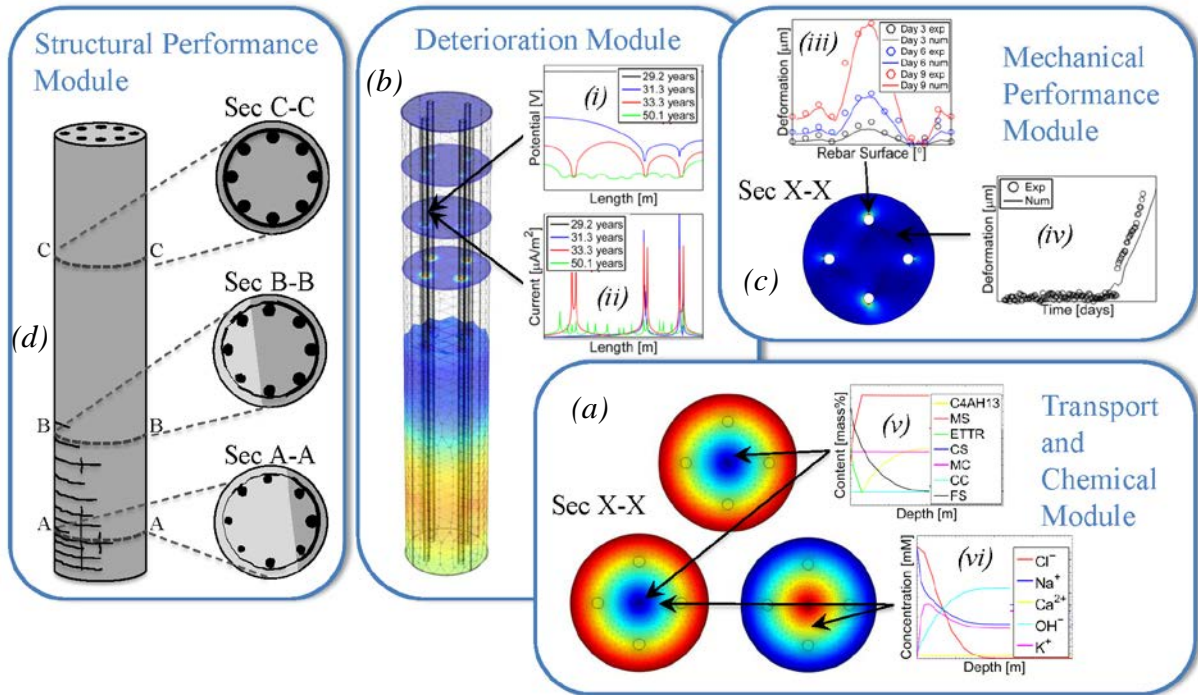 Structural Performance
Module
Sec C-C
C
C
(d)
Sec B-B
B
B
Sec A-A
A
A
Deterioration Module
(b)
(i)
29.2 years
31.3 years
33.3 years
50.1 years
Potential [V]
Length [m]
(ii)
29.2 years
31.3 years
33.3 years
50.1 years
Current [µA/m²]
Length [m]
(iii)
Day 3 exp
Day 3 num
Day 6 exp
Day 6 num
Day 9 exp
Day 9 num
Deformation [µm]
Rebar Surface [°]
Mechanical
Performance
Module
Sec X-X
(c)
Exp
Num
(iv)
Deformation [µm]
Time [days]
(a)
Sec X-X
(v)
C4AH13
MS
ETTR
CS
MC
CC
FS
Content [mass%]
Depth [m]
Transport
and
Chemical
Module
(vi)
Cl⁻
Na⁺
Ca²⁺
OH⁻
K⁺
Concentration [mM]
Depth [m]